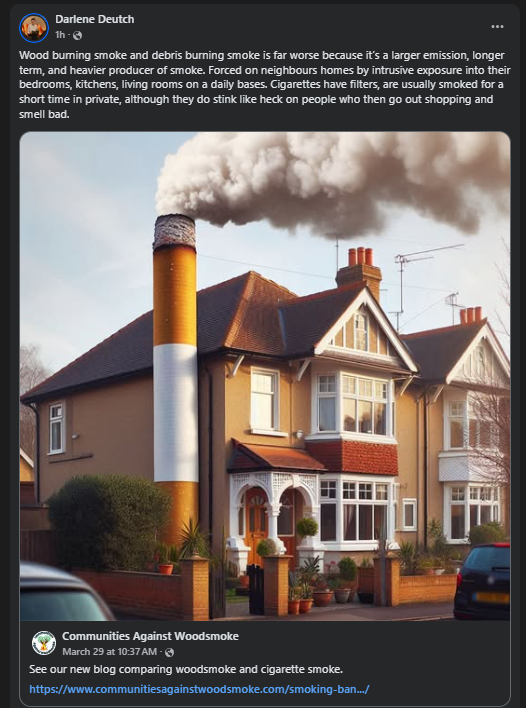 Darlene Deutch
1h ·
Wood burning smoke and debris burning smoke is far worse because it's a larger emission, longer
term, and heavier producer of smoke. Forced on neighbours homes by intrusive exposure into their
bedrooms, kitchens, living rooms on a daily bases. Cigarettes have filters, are usually smoked for a
short time in private, although they do stink like heck on people who then go out shopping and
smell bad.
Communities Against Woodsmoke
March 29 at 10:37 AM ·
See our new blog comparing woodsmoke and cigarette smoke.
https://www.communitiesagainstwoodsmoke.com/smoking-ban.../